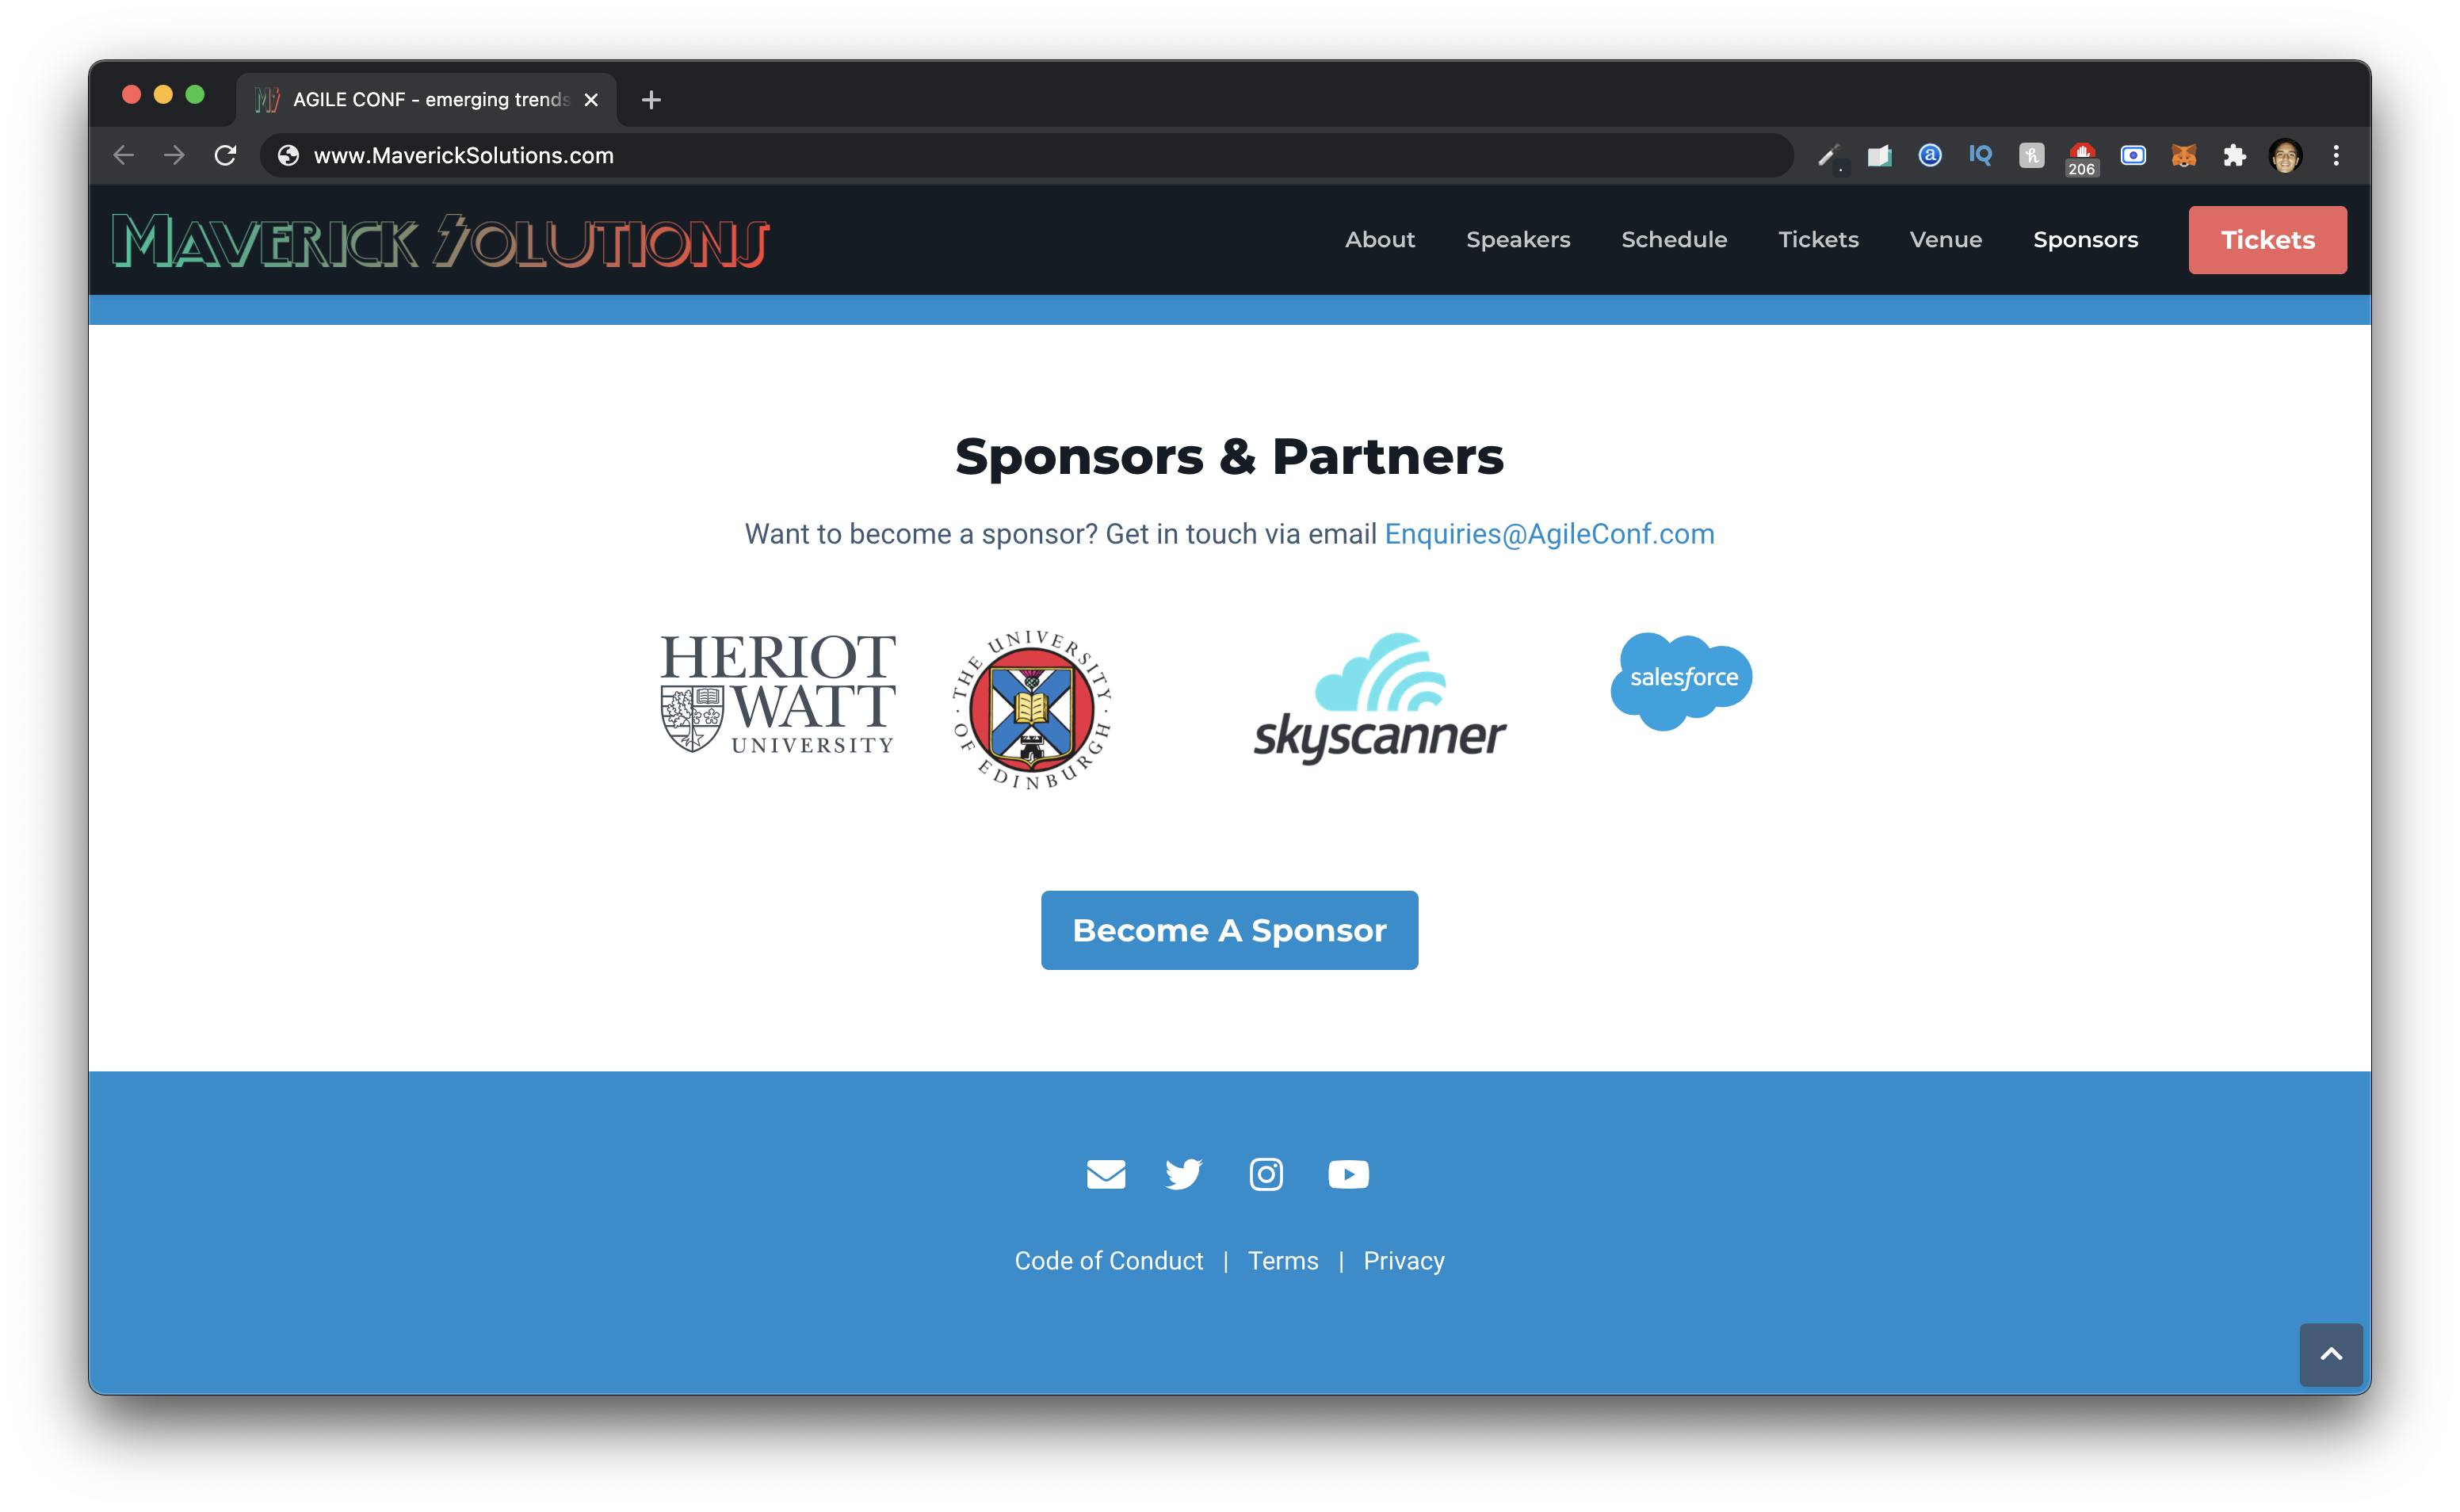 AGILE CONF - emerging trends
www.MaverickSolutions.com
IQ
206
MAVERICK SOLUTIONS
About Speakers Schedule Tickets Venue Sponsors Tickets
Sponsors & Partners
Want to become a sponsor? Get in touch via email Enquiries@AgileConf.com
HERIOT
WATT
UNIVERSITY
THE UNIVERSITY OF EDINBURGH
skyscanner
salesforce
Become A Sponsor
Code of Conduct | Terms | Privacy